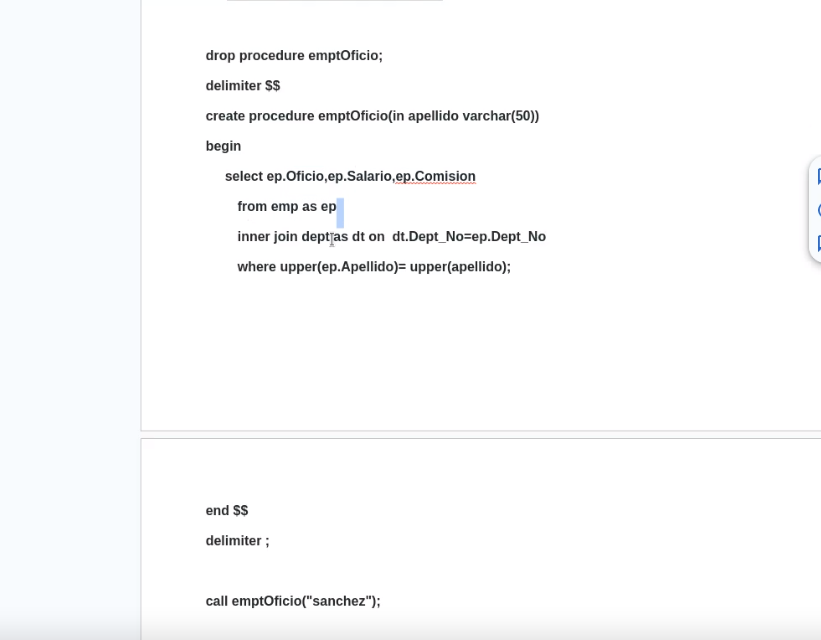 drop procedure emptOficio;
delimiter $$
create procedure emptOficio(in apellido varchar(50))
begin
select ep.Oficio,ep.Salario,ep.Comision
from emp as ep
inner join dept as dt on  dt.Dept_No=ep.Dept_No
where upper(ep.Apellido)= upper(apellido);
end $$
delimiter ;
call emptOficio("sanchez");